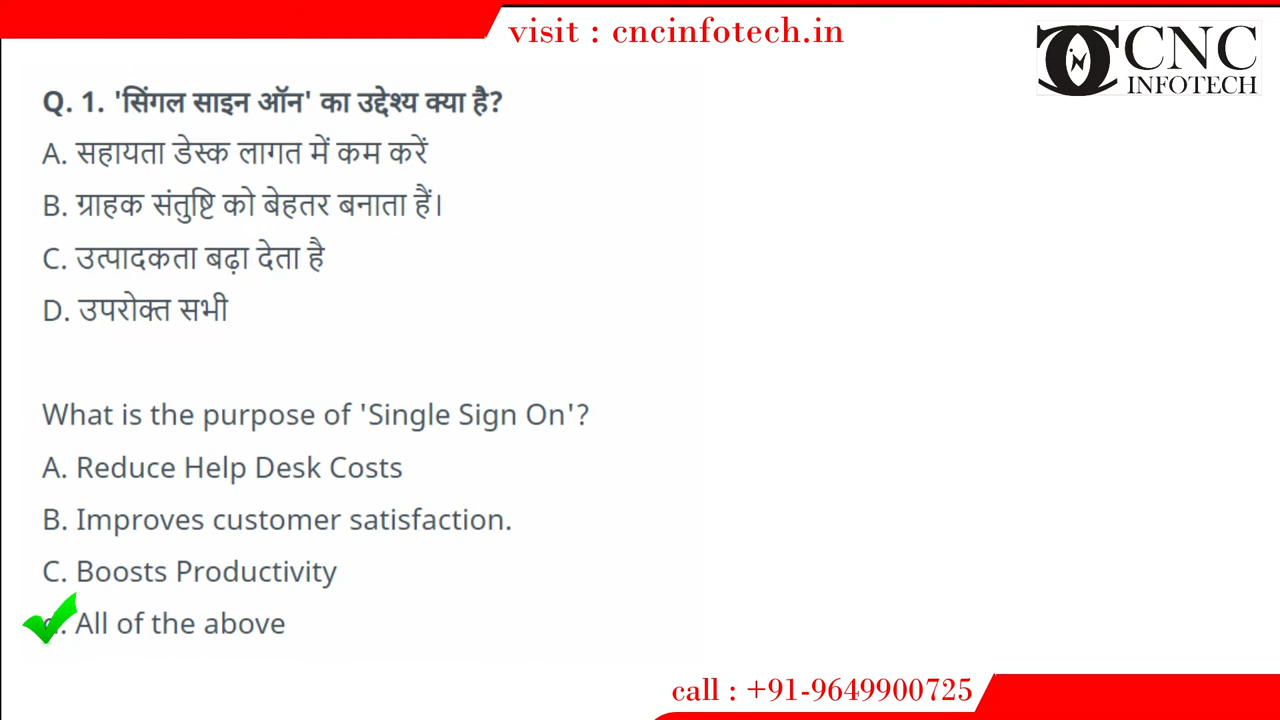 visit : cncinfotech.in
CNC
INFOTECH
Q. 1. 'सिंगल साइन ऑन' का उद्देश्य क्या है?
A. सहायता डेस्क लागत में कम करें
B. ग्राहक संतुष्टि को बेहतर बनाता हैं।
C. उत्पादकता बढ़ा देता है
D. उपरोक्त सभी
What is the purpose of 'Single Sign On'?
A. Reduce Help Desk Costs
B. Improves customer satisfaction.
C. Boosts Productivity
d. All of the above
call : +91-9649900725